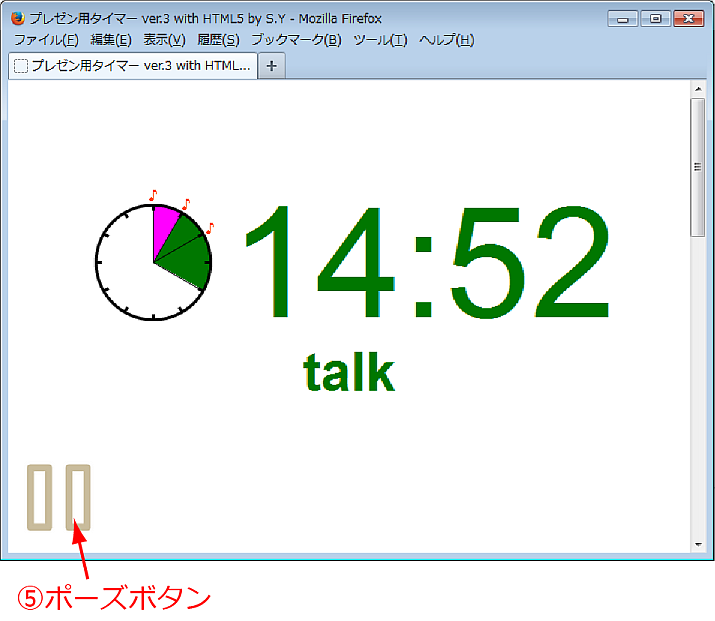 プレゼン用タイマー ver.3 with HTML5 by S.Y - Mozilla Firefox
ファイル(F) 編集(E) 表示(V) 履歴(S) ブックマーク(B) ツール(T) ヘルプ(H)
プレゼン用タイマー ver.3 with HTML...
14:52
talk
⑤ポーズボタン